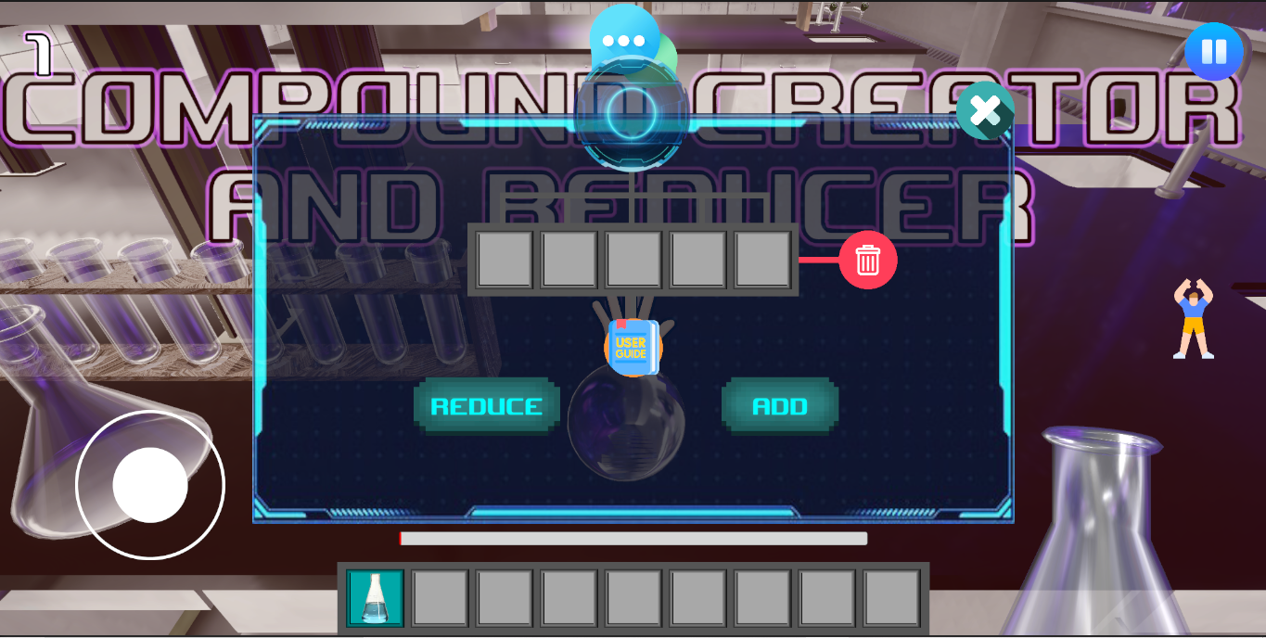 1
COMPOUND CREATOR
AND REDUCER
USER
GUIDE
REDUCE
ADD